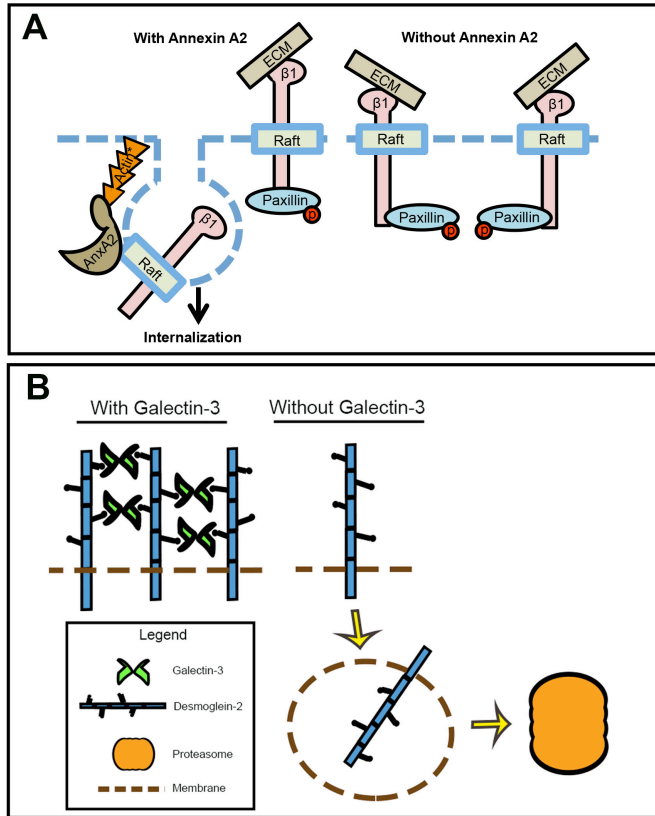 A
With Annexin A2
Without Annexin A2
ECM
β1
ECM
β1
ECM
β1
Raft
Raft
Raft
Actin*
AnxA2
Raft
β1
Paxillin
p
Paxillin
p
Paxillin
p
Internalization
B
With Galectin-3
Without Galectin-3
Legend
Galectin-3
Desmoglein-2
Proteasome
Membrane